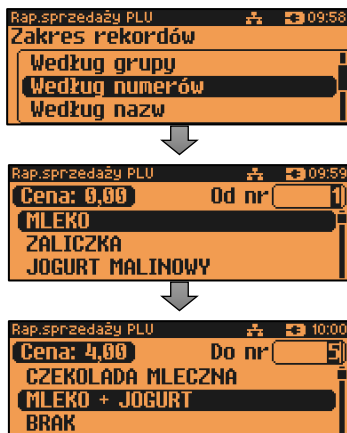 Rap.sprzedaży PLU 09:58
Zakres rekordów
Według grupy
Według numerów
Według nazw
Rap.sprzedaży PLU 09:59
Cena: 0,00 Od nr 1
MLEKO
ZALICZKA
JOGURT MALINOWY
Rap.sprzedaży PLU 10:00
Cena: 4,00 Do nr 5
CZEKOLADA MLECZNA
MLEKO + JOGURT
BRAK